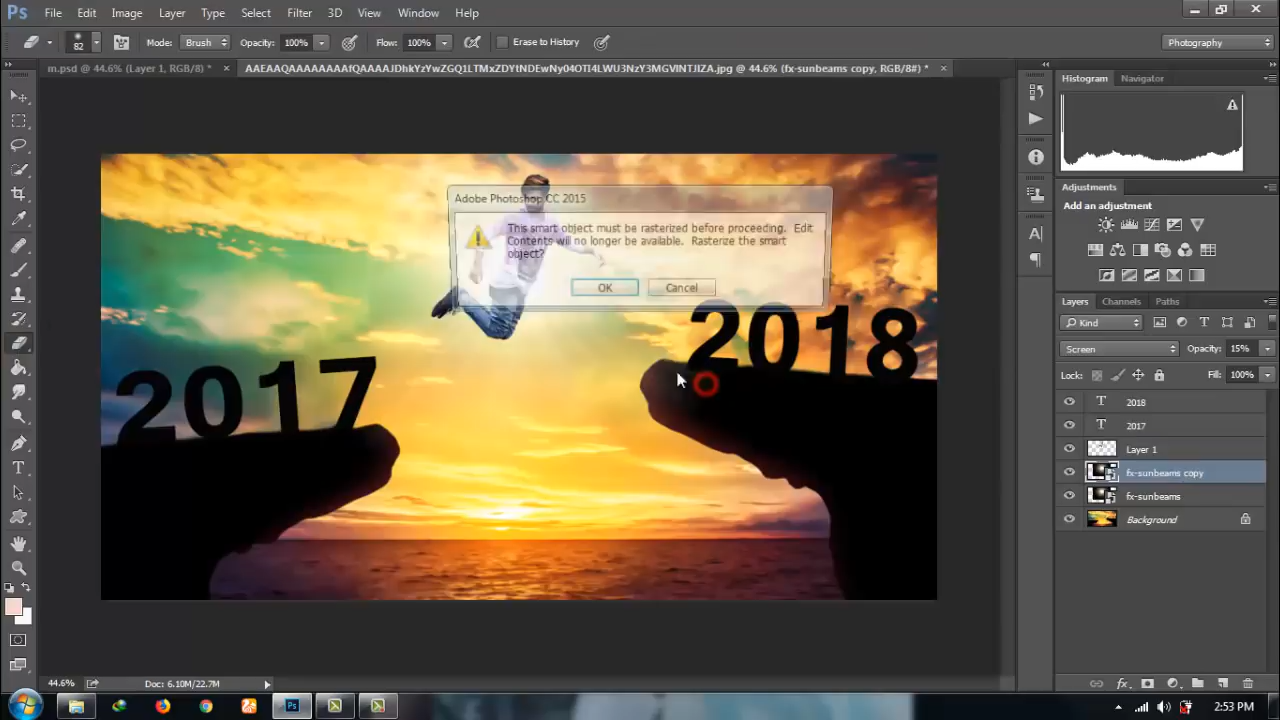 Ps File Edit Image Layer Type Select Filter 3D View Window Help
82 Mode: Brush Opacity: 100% Flow: 100% Erase to History Photography
m.psd @ 44.6% (Layer 1, RGB/8) * × AAEAAQAAAAAAAAfQAAAAJDhkYzYwZGQ1LTMxZDYtNDEwNy04OTI4LWU3NzY3MGVlNTJlZA.jpg @ 44.6% (fx-sunbeams copy, RGB/8#) * ×
Histogram Navigator
Adobe Photoshop CC 2015
This smart object must be rasterized before proceeding. Edit
Contents will no longer be available. Rasterize the smart
object?
OK Cancel
2017
2018
Adjustments
Add an adjustment
Layers Channels Paths
Kind
Screen Opacity: 15%
Lock: Fill: 100%
T 2018
T 2017
Layer 1
fx-sunbeams copy
fx-sunbeams
Background
44.6% Doc: 6.10M/22.7M
fx
Ps
2:53 PM